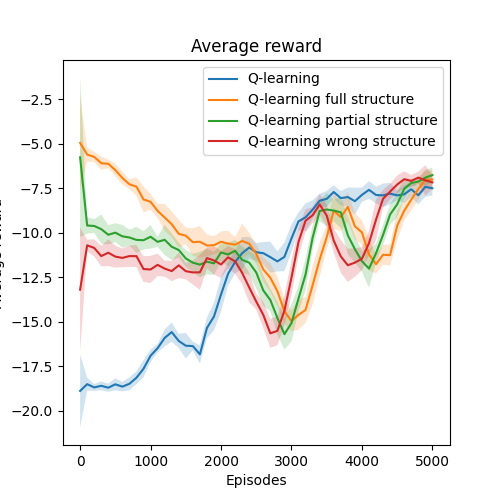 Average reward
Q-learning
Q-learning full structure
Q-learning partial structure
Q-learning wrong structure
−2.5
−5.0
−7.5
−10.0
−12.5
−15.0
−17.5
−20.0
0 1000 2000 3000 4000 5000
Episodes